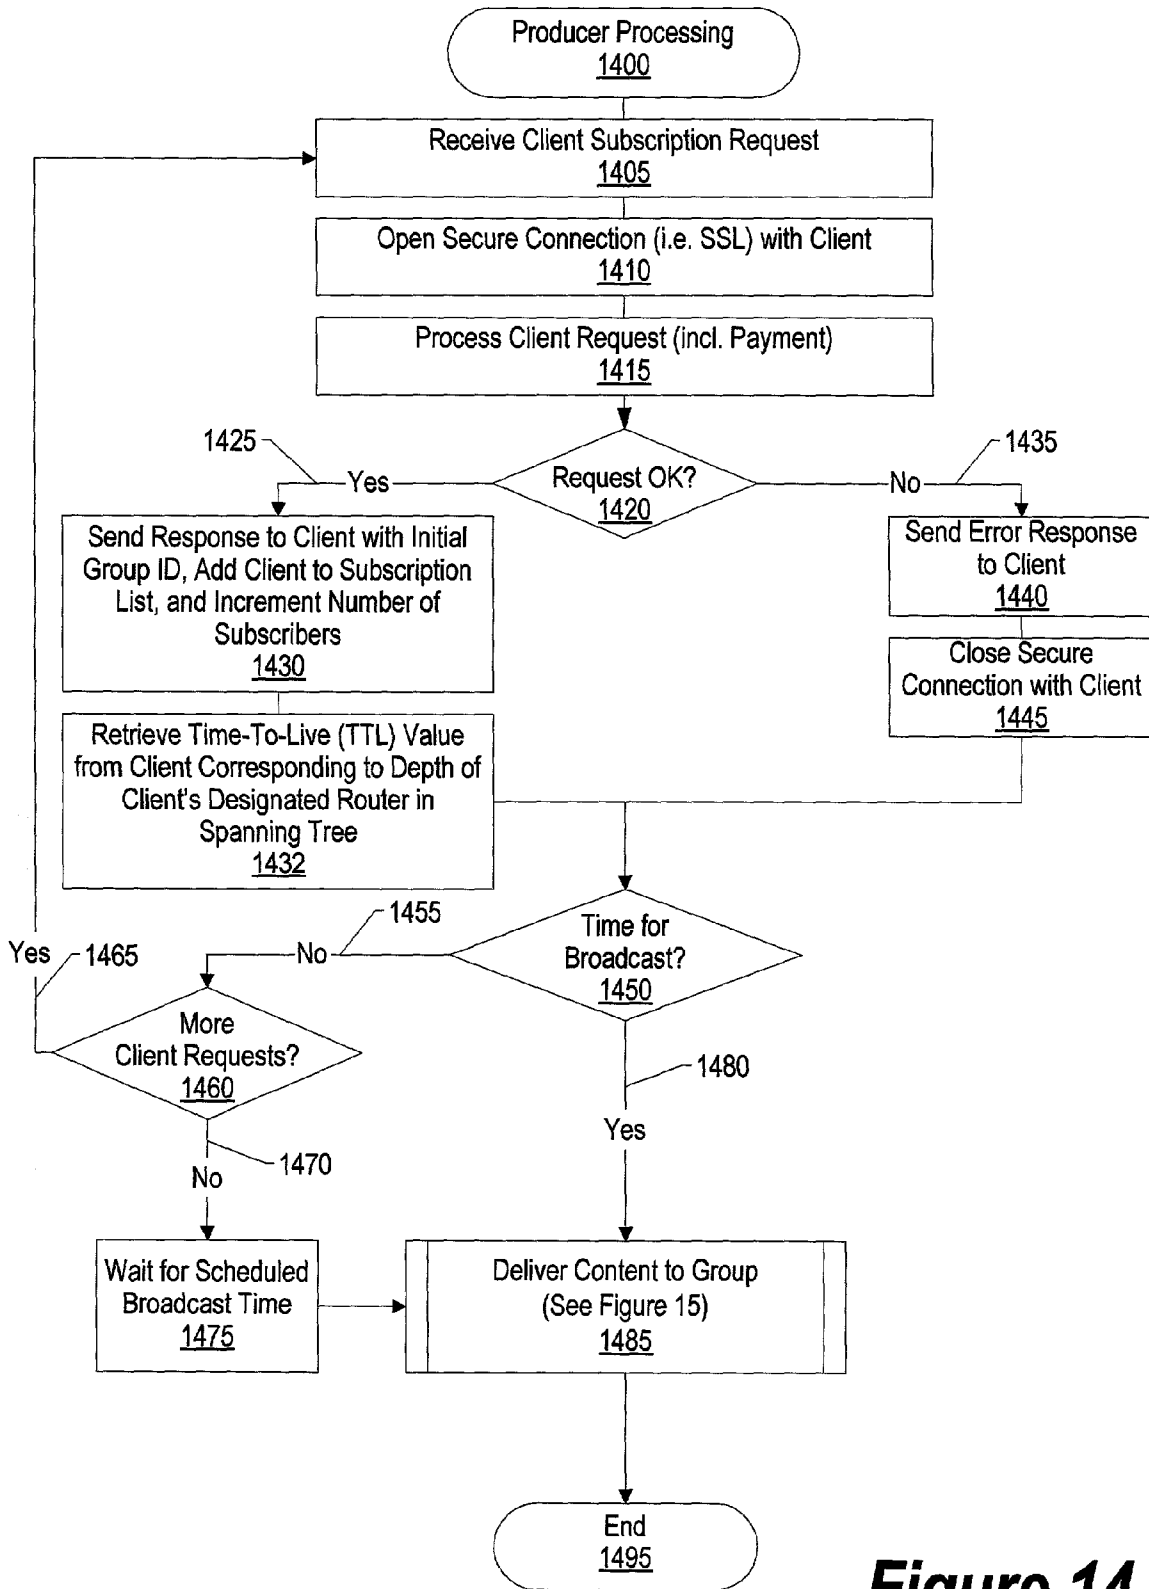 Producer Processing
1400
Receive Client Subscription Request
1405
Open Secure Connection (i.e. SSL) with Client
1410
Process Client Request (incl. Payment)
1415
1425
1435
Yes
Request OK?
1420
No
Send Response to Client with Initial
Group ID, Add Client to Subscription
List, and Increment Number of
Subscribers
1430
Send Error Response
to Client
1440
Close Secure
Connection with Client
1445
Retrieve Time-To-Live (TTL) Value
from Client Corresponding to Depth of
Client's Designated Router in
Spanning Tree
1432
1455
Time for
Broadcast?
1450
No
Yes
1465
More
Client Requests?
1460
1480
Yes
1470
No
Wait for Scheduled
Broadcast Time
1475
Deliver Content to Group
(See Figure 15)
1485
End
1495
Figure 14